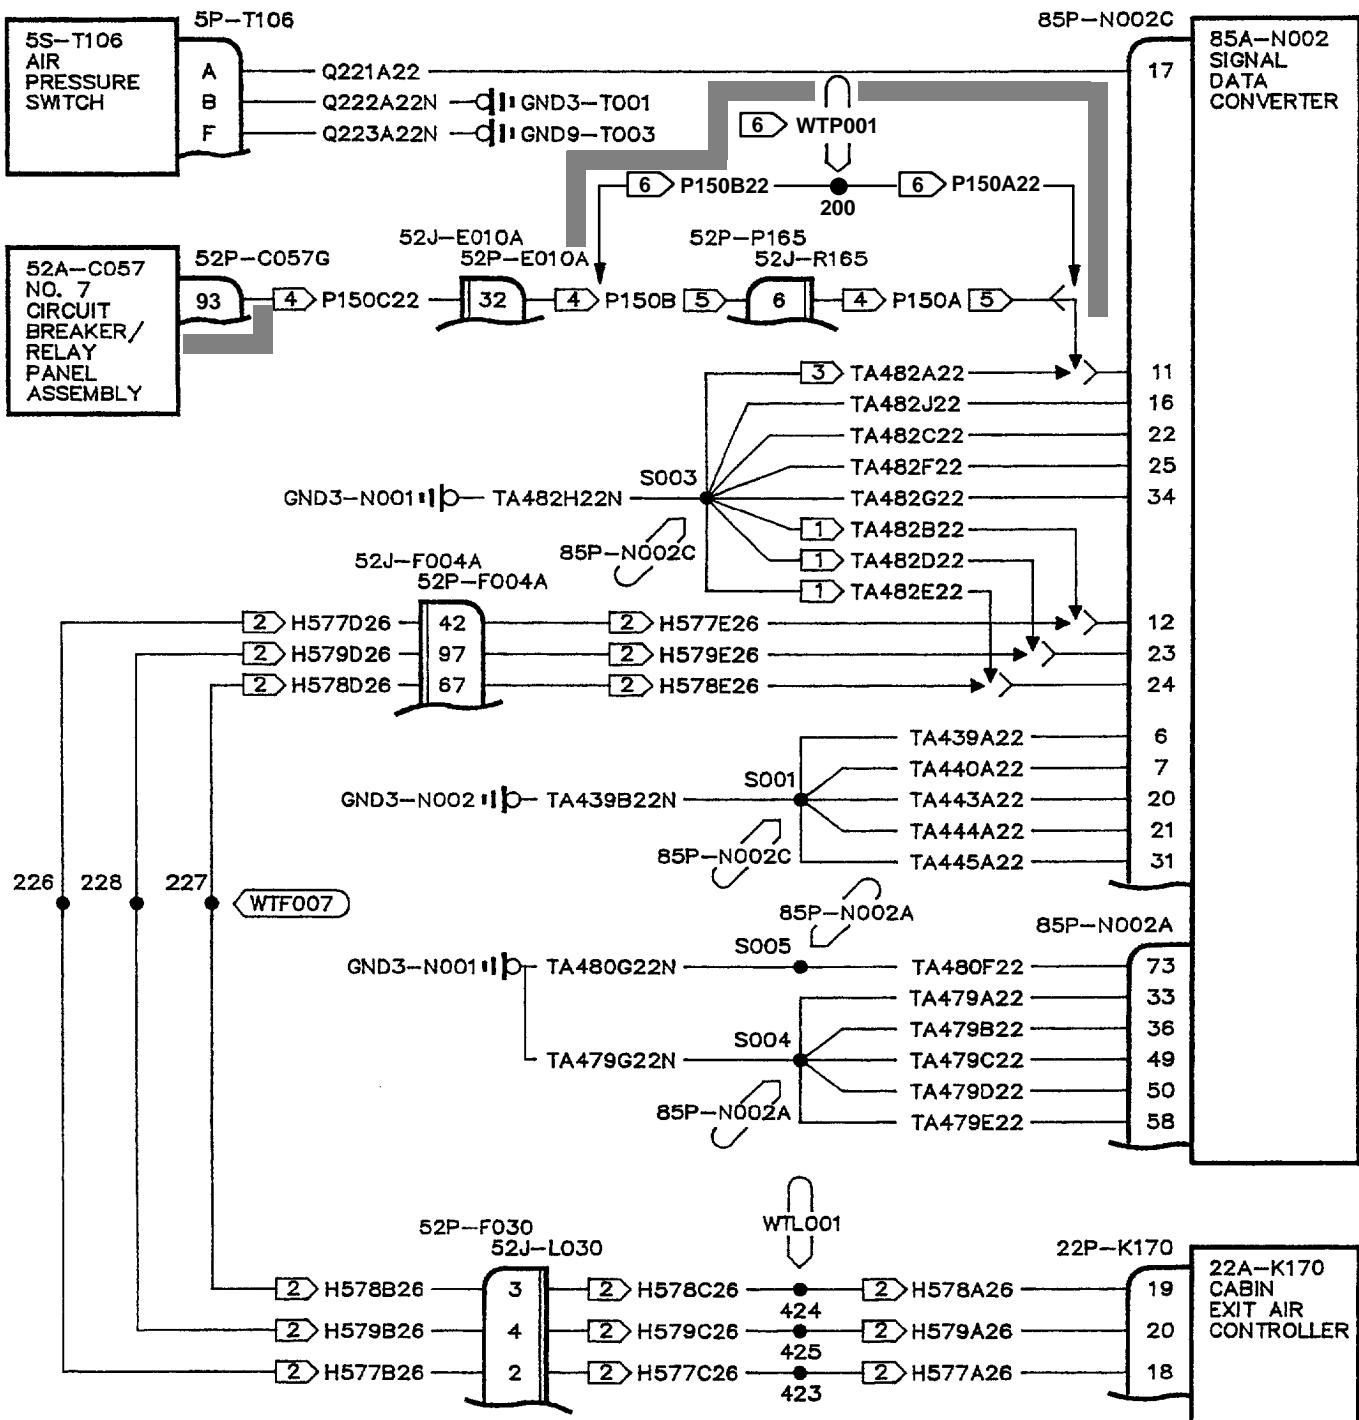 5P-T106
85P-N002C
5S-T106
AIR
PRESSURE
SWITCH
A
Q221A22
17
B
Q222A22N
GND3-T001
F
Q223A22N
GND9-T003
85A-N002
SIGNAL
DATA
CONVERTER
6 WTP001
6 P150B22
6 P150A22
200
52A-C057
NO. 7
CIRCUIT
BREAKER/
RELAY
PANEL
ASSEMBLY
52P-C057G
52J-E010A
52P-E010A
52P-P165
52J-R165
93
4 P150C22
32
4 P150B 5
6
4 P150A 5
3 TA482A22
11
TA482J22
16
TA482C22
22
TA482F22
25
S003
GND3-N001
TA482H22N
TA482G22
34
1 TA482B22
85P-N002C
1 TA482D22
1 TA482E22
52J-F004A
52P-F004A
2 H577D26
42
2 H577E26
12
2 H579D26
97
2 H579E26
23
2 H578D26
67
2 H578E26
24
TA439A22
6
TA440A22
7
S001
GND3-N002
TA439B22N
TA443A22
20
TA444A22
21
85P-N002C
TA445A22
31
226
228
227
WTF007
85P-N002A
85P-N002A
S005
GND3-N001
TA480G22N
TA480F22
73
TA479A22
33
TA479B22
36
S004
TA479G22N
TA479C22
49
TA479D22
50
85P-N002A
TA479E22
58
WTL001
52P-F030
52J-L030
22P-K170
22A-K170
CABIN
EXIT AIR
CONTROLLER
2 H578B26
3
2 H578C26
424
2 H578A26
19
2 H579B26
4
2 H579C26
425
2 H579A26
20
2 H577B26
2
2 H577C26
423
2 H577A26
18